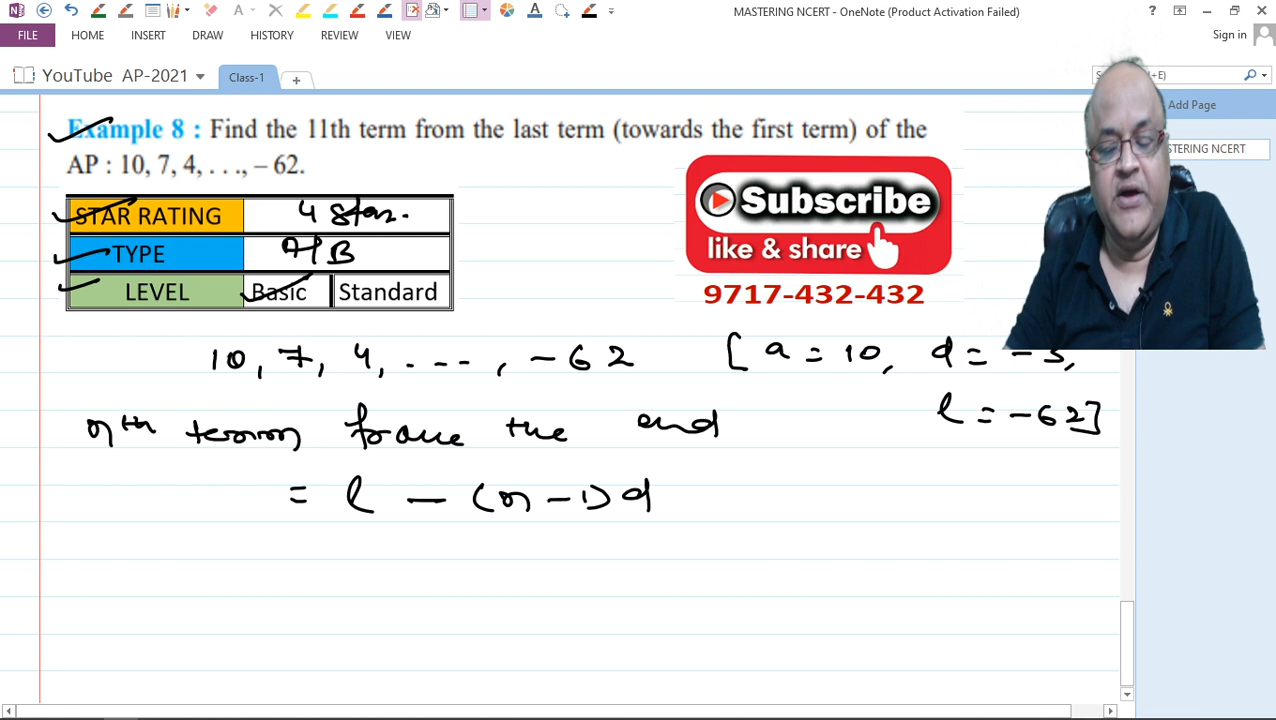 MASTERING NCERT - OneNote (Product Activation Failed)
FILE HOME INSERT DRAW HISTORY REVIEW VIEW Sign in
YouTube AP-2021 Class-1
Add Page
Example 8 : Find the 11th term from the last term (towards the first term) of the
AP : 10, 7, 4, . . ., – 62.
STERING NCERT
STAR RATING 4 Star.
TYPE A/B
LEVEL Basic Standard
Subscribe
like & share
9717-432-432
10, 7, 4, . - - - , - 62 [a = 10, d = -3,
l = -62]
nth term from the end
= l - (n - 1) d